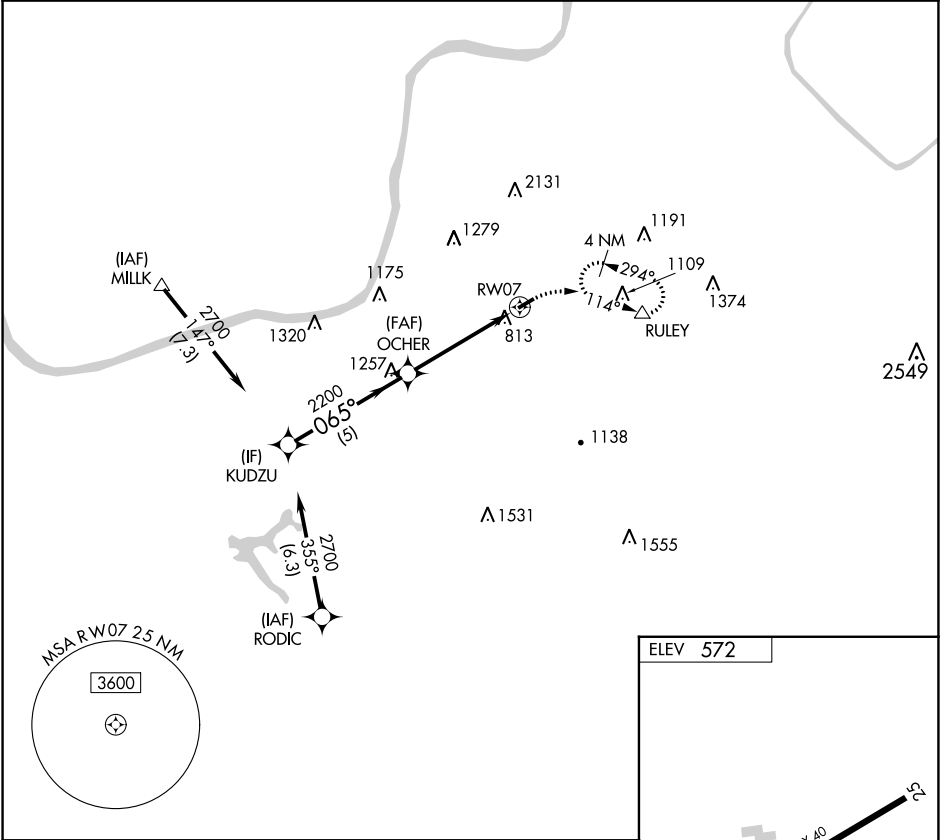 2131
1279
1191
4 NM
294°
1109
(IAF)
MILLK
1175
RW07
114°
1374
2700
147°
(7.3)
1320
(FAF)
OCHER
813
RULEY
1257
2549
2200
065°
(5)
(IF)
KUDZU
1138
1531
1555
2700
355°
(6.3)
(IAF)
RODIC
MSA RW07 25 NM
3600
ELEV 572
25
X 40